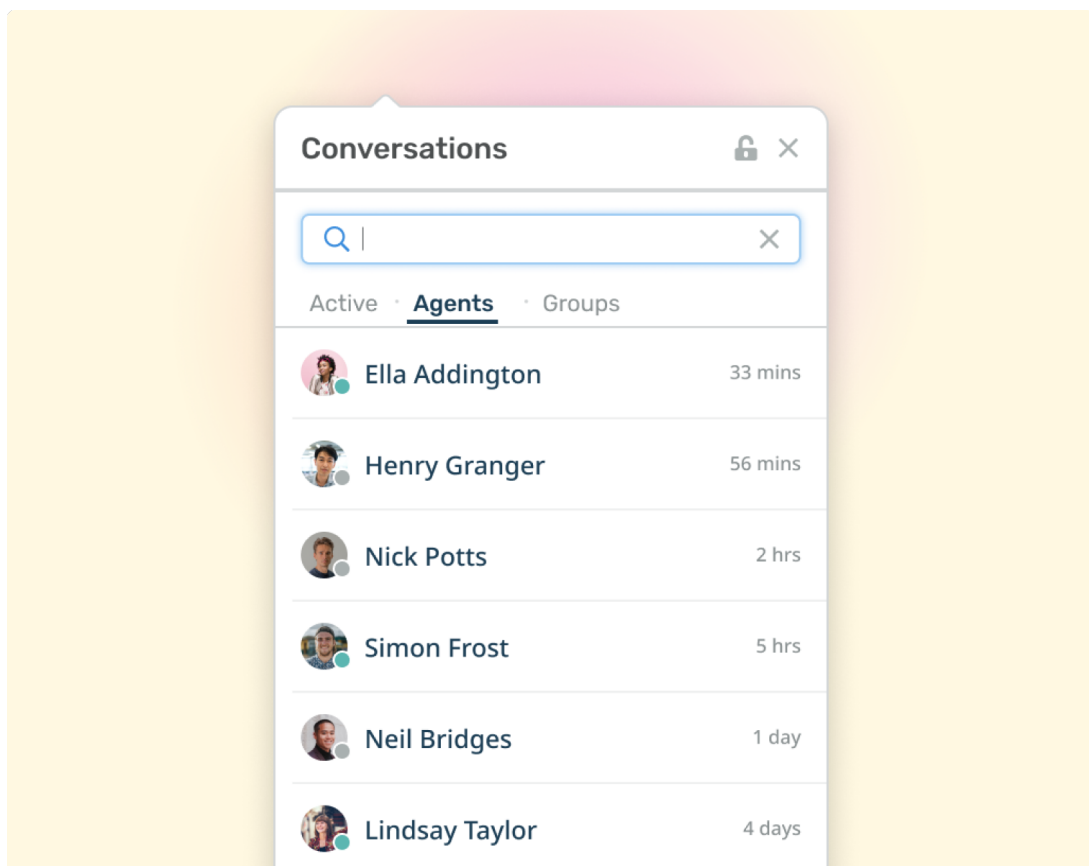 Conversations
Active · Agents · Groups
Ella Addington 33 mins
Henry Granger 56 mins
Nick Potts 2 hrs
Simon Frost 5 hrs
Neil Bridges 1 day
Lindsay Taylor 4 days